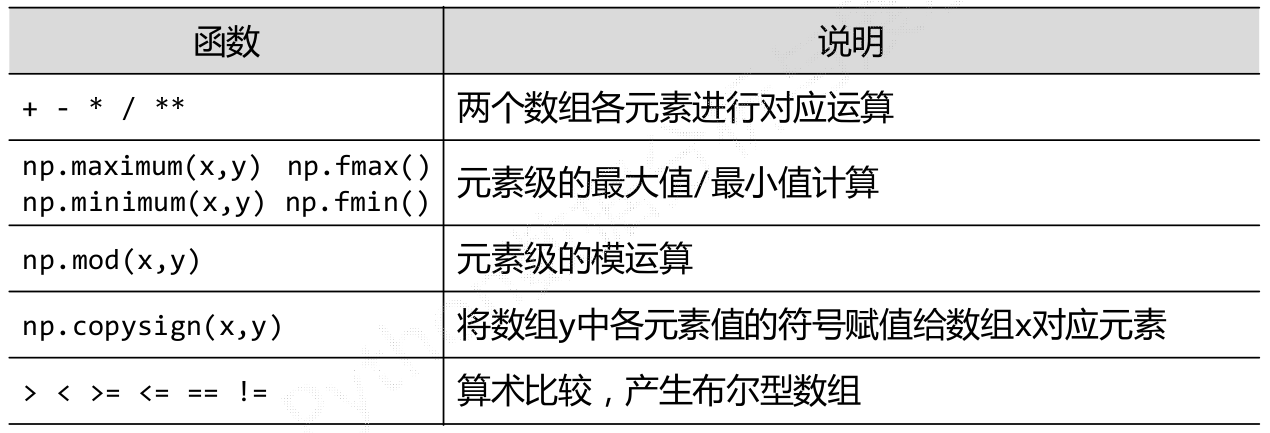 函数 说明
+ - * / ** 两个数组各元素进行对应运算
np.maximum(x,y) np.fmax()
np.minimum(x,y) np.fmin()
元素级的最大值/最小值计算
np.mod(x,y) 元素级的模运算
np.copysign(x,y) 将数组y中各元素值的符号赋值给数组x对应元素
> < >= <= == != 算术比较，产生布尔型数组